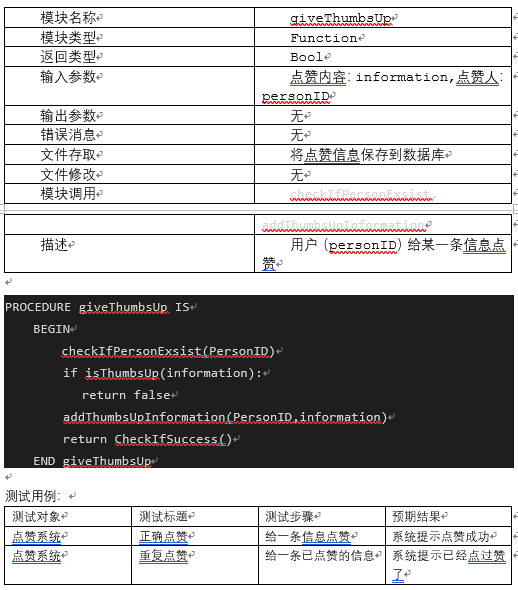 模块名称 giveThumbsUp
模块类型 Function
返回类型 Bool
输入参数 点赞内容：information,点赞人：
personID
输出参数 无
错误消息 无
文件存取 将点赞信息保存到数据库
文件修改 无
模块调用 checkIfPersonExsist,
addThumbsUpInformation
描述 用户（personID）给某一条信息点
赞
PROCEDURE giveThumbsUp IS
BEGIN
checkIfPersonExsist(PersonID)
if isThumbsUp(information):
return false
addThumbsUpInformation(PersonID,information)
return CheckIfSuccess()
END giveThumbsUp
测试用例：
测试对象 测试标题 测试步骤 预期结果
点赞系统 正确点赞 给一条信息点赞 系统提示点赞成功
点赞系统 重复点赞 给一条已点赞的信息 系统提示已经点过赞
了